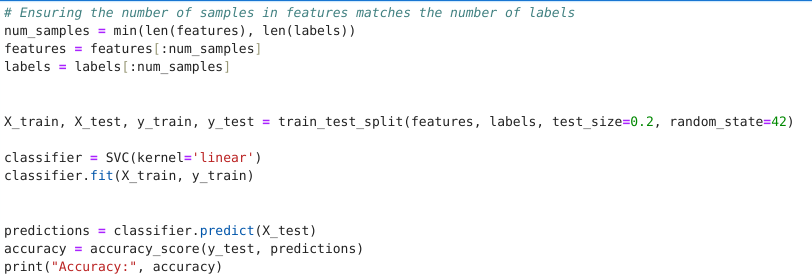 # Ensuring the number of samples in features matches the number of labels
num_samples = min(len(features), len(labels))
features = features[:num_samples]
labels = labels[:num_samples]
X_train, X_test, y_train, y_test = train_test_split(features, labels, test_size=0.2, random_state=42)
classifier = SVC(kernel='linear')
classifier.fit(X_train, y_train)
predictions = classifier.predict(X_test)
accuracy = accuracy_score(y_test, predictions)
print("Accuracy:", accuracy)